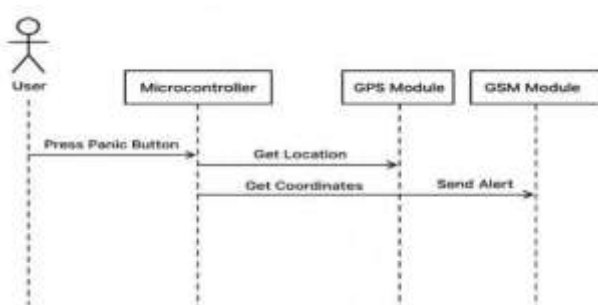 User
Microcontroller
GPS Module
GSM Module
Press Panic Button
Get Location
Get Coordinates
Send Alert